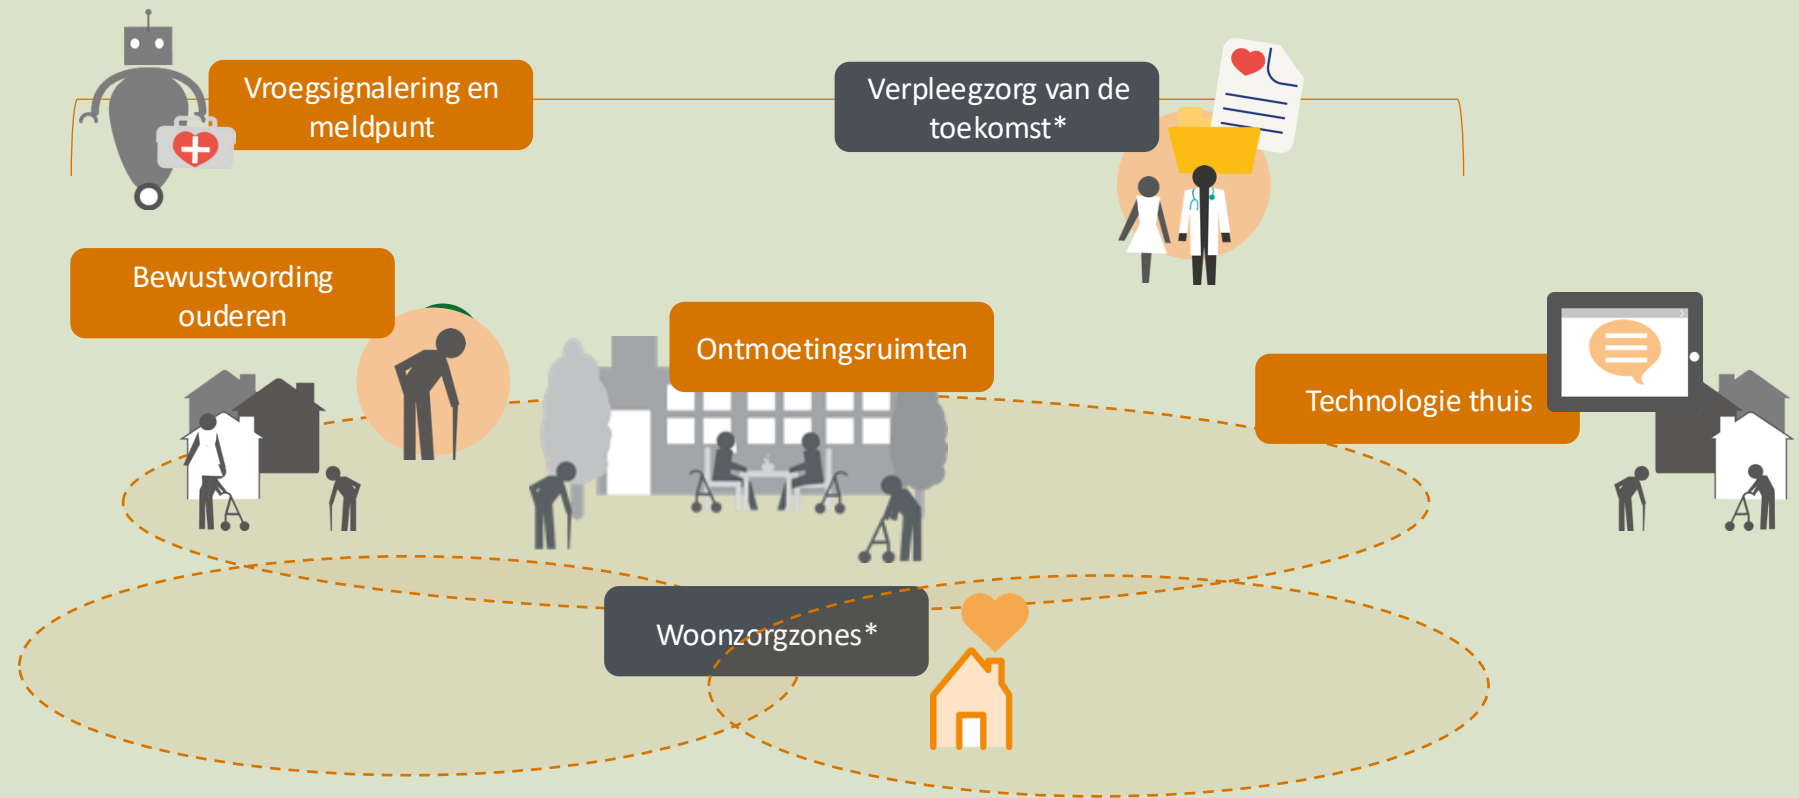 Vroegsignalering en
meldpunt
Verpleegzorg van de
toekomst*
Bewustwording
ouderen
Ontmoetingsruimten
Technologie thuis
Woonzorgzones*